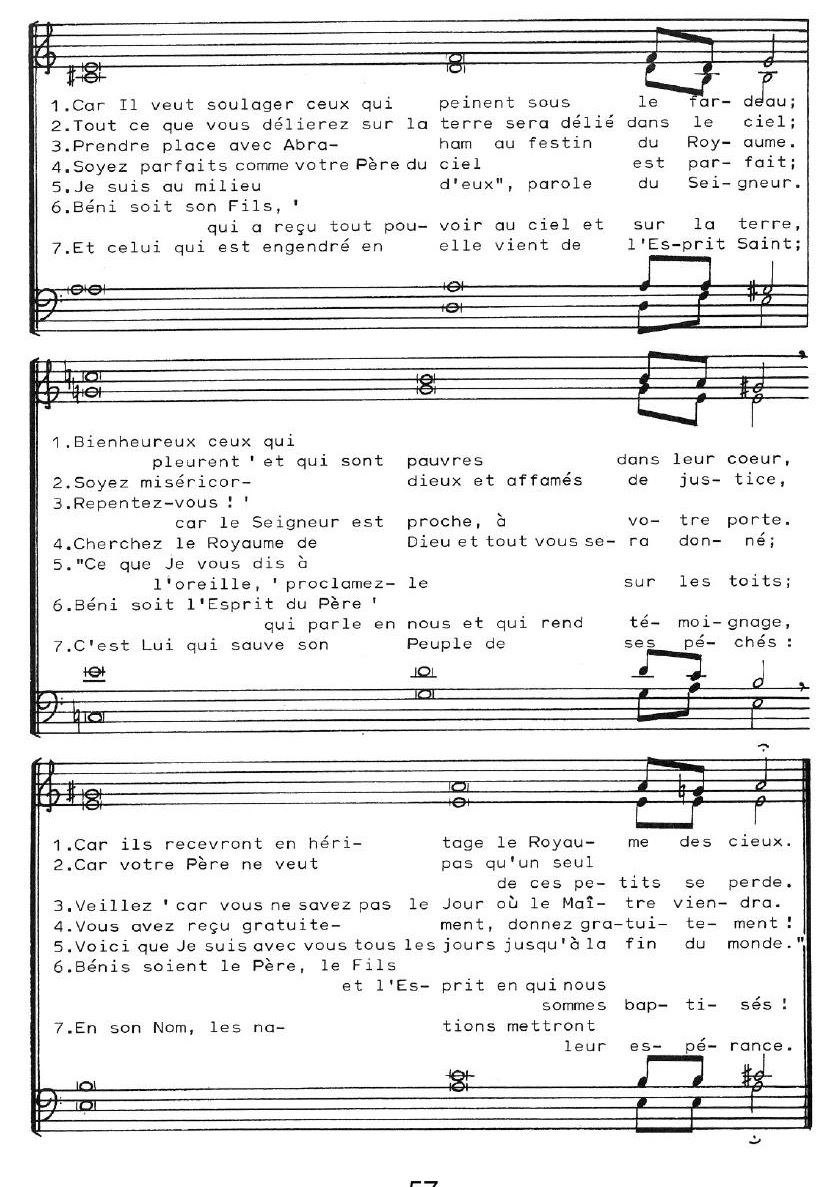 1.Car Il veut soulager ceux qui peinent sous le far- deau;
2.Tout ce que vous délierez sur la terre sera délié dans le ciel;
3.Prendre place avec Abra- ham au festin du Roy- aume.
4.Soyez parfaits comme votre Père du ciel est par- fait;
5.Je suis au milieu d'eux", parole du Sei- gneur.
6.Béni soit son Fils, '
qui a reçu tout pou- voir au ciel et sur la terre,
7.Et celui qui est engendré en elle vient de l'Es-prit Saint;
1.Bienheureux ceux qui
pleurent ' et qui sont pauvres dans leur coeur,
2.Soyez miséricor- dieux et affamés de jus- tice,
3.Repentez-vous ! '
car le Seigneur est proche, à vo- tre porte.
4.Cherchez le Royaume de Dieu et tout vous se- ra don- né;
5."Ce que Je vous dis à
l'oreille, ' proclamez- le sur les toits;
6.Béni soit l'Esprit du Père '
qui parle en nous et qui rend té- moi-gnage,
7.C'est Lui qui sauve son Peuple de ses pé- chés :
1.Car ils recevront en héri- tage le Royau- me des cieux.
2.Car votre Père ne veut pas qu'un seul
de ces pe- tits se perde.
3.Veillez ' car vous ne savez pas le Jour où le Maî- tre vien- dra.
4.Vous avez reçu gratuite- ment, donnez gra-tui- te- ment !
5.Voici que Je suis avec vous tous les jours jusqu'à la fin du monde."
6.Bénis soient le Père, le Fils
et l'Es- prit en qui nous
sommes bap- ti- sés !
7.En son Nom, les na- tions mettront
leur es- pé- rance.
57